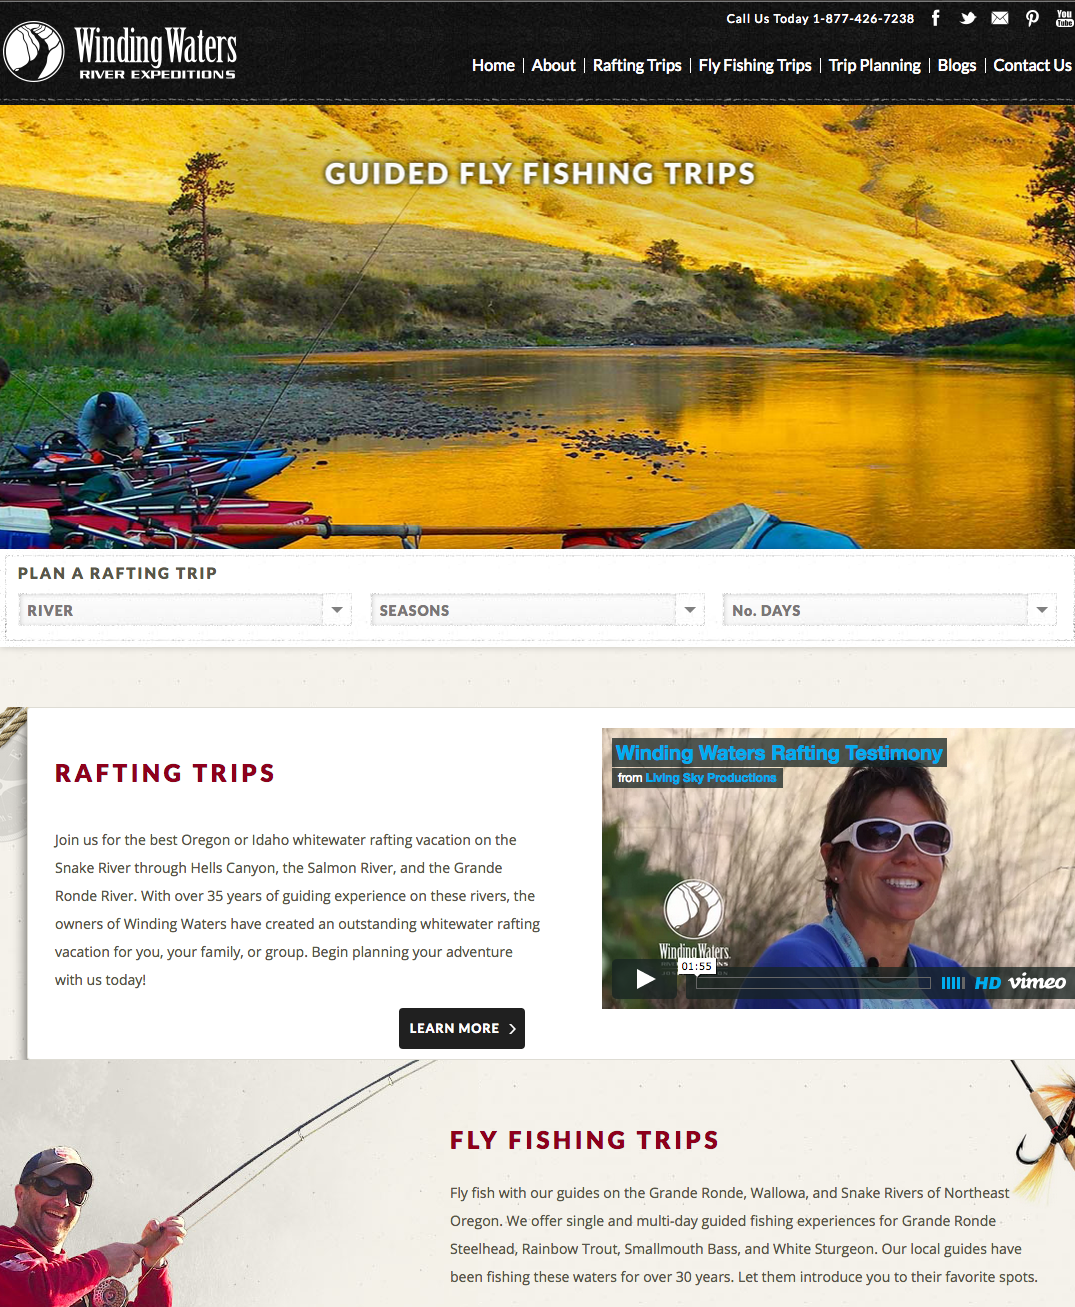 Call Us Today 1-877-426-7238
You
Tube
Winding Waters
RIVER EXPEDITIONS
Home | About | Rafting Trips | Fly Fishing Trips | Trip Planning | Blogs | Contact Us
GUIDED FLY FISHING TRIPS
PLAN A RAFTING TRIP
RIVER
SEASONS
No. DAYS
RAFTING TRIPS
Join us for the best Oregon or Idaho whitewater rafting vacation on the
Snake River through Hells Canyon, the Salmon River, and the Grande
Ronde River. With over 35 years of guiding experience on these rivers, the
owners of Winding Waters have created an outstanding whitewater rafting
vacation for you, your family, or group. Begin planning your adventure
with us today!
LEARN MORE >
Winding Waters Rafting Testimony
from Living Sky Productions
Winding Waters
01:55
HD vimeo
FLY FISHING TRIPS
Fly fish with our guides on the Grande Ronde, Wallowa, and Snake Rivers of Northeast
Oregon. We offer single and multi-day guided fishing experiences for Grande Ronde
Steelhead, Rainbow Trout, Smallmouth Bass, and White Sturgeon. Our local guides have
been fishing these waters for over 30 years. Let them introduce you to their favorite spots.